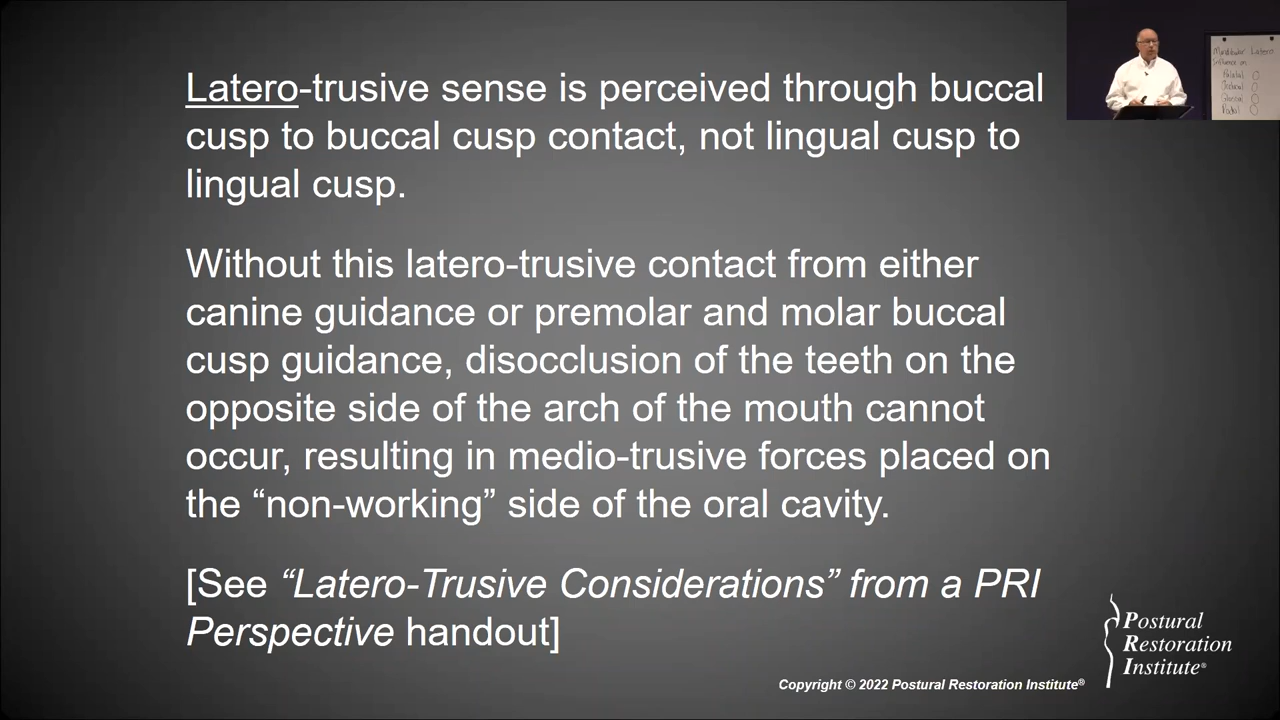 Latero-trusive sense is perceived through buccal
cusp to buccal cusp contact, not lingual cusp to
lingual cusp.
Without this latero-trusive contact from either
canine guidance or premolar and molar buccal
cusp guidance, disocclusion of the teeth on the
opposite side of the arch of the mouth cannot
occur, resulting in medio-trusive forces placed on
the “non-working” side of the oral cavity.
[See “Latero-Trusive Considerations” from a PRI
Perspective handout]
Postural
Restoration
Institute®
Copyright © 2022 Postural Restoration Institute®
Mandibular Latero
Influence on